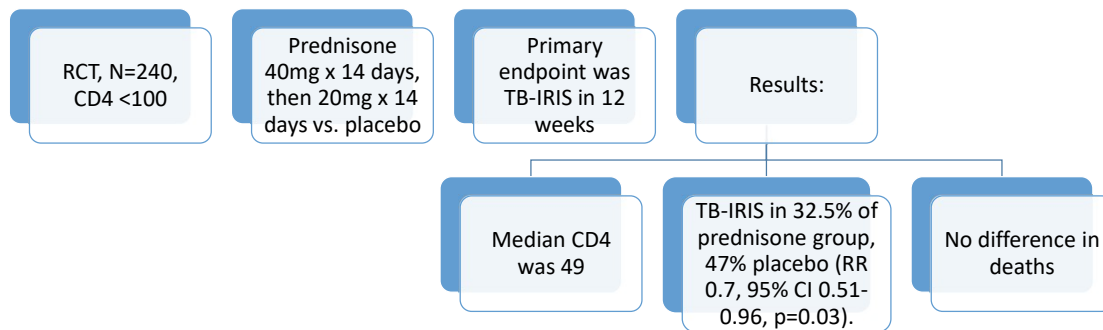 RCT, N=240,
CD4 <100
Prednisone
40mg x 14 days,
then 20mg x 14
days vs. placebo
Primary
endpoint was
TB-IRIS in 12
weeks
Results:
Median CD4
was 49
TB-IRIS in 32.5% of
prednisone group,
47% placebo (RR
0.7, 95% CI 0.51-
0.96, p=0.03).
No difference in
deaths